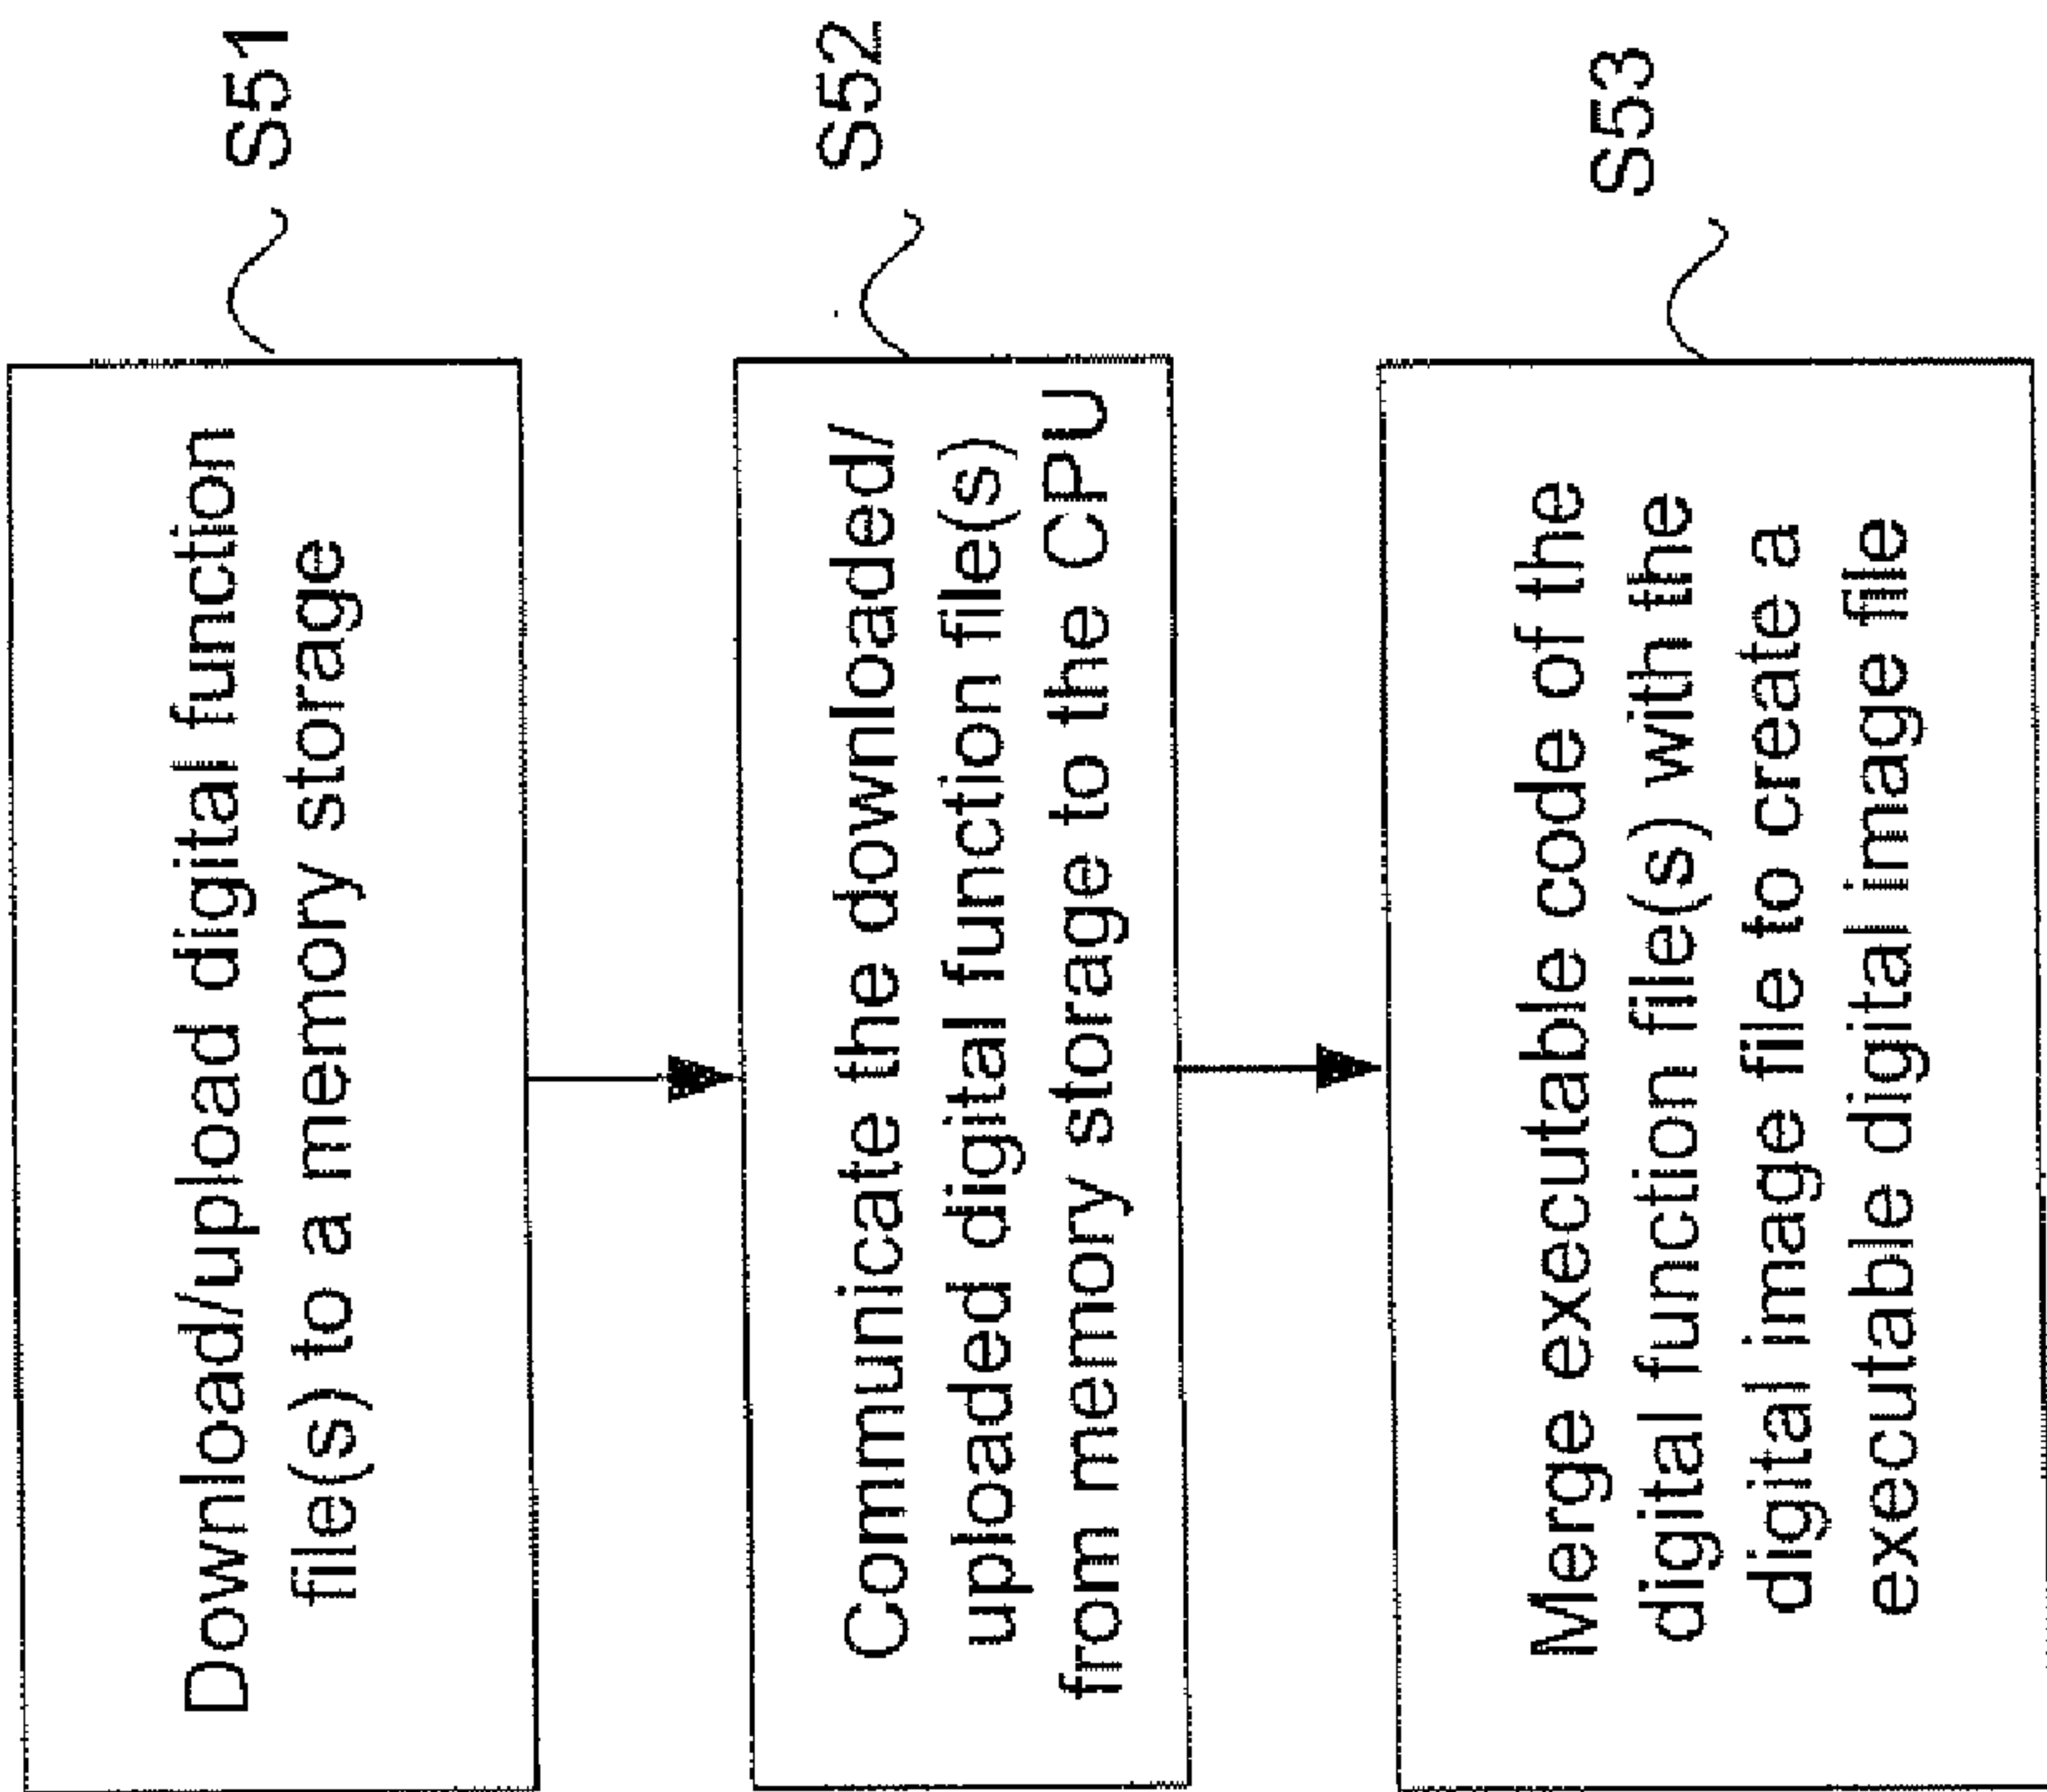 Download/upload digital function
file(s) to a memory storage
S51
Communicate the downloaded/
uploaded digital function file(s)
from memory storage to the CPU
S52
Merge executable code of the
digital function file(s) with the
digital image file to create a
executable digital image file
S53